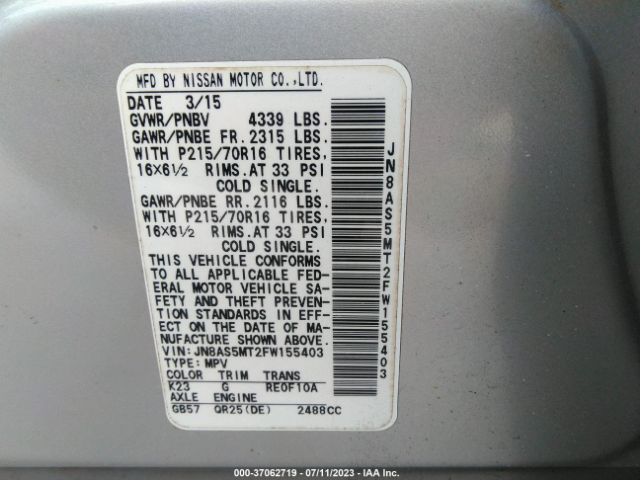 MFD BY NISSAN MOTOR CO.,LTD.
DATE 3/15
GVWR/PNBV 4339 LBS.
GAWR/PNBE FR. 2315 LBS.
WITH P215/70R16 TIRES,
16X6½ RIMS. AT 33 PSI
COLD SINGLE.
GAWR/PNBE RR. 2116 LBS.
WITH P215/70R16 TIRES,
16X6½ RIMS. AT 33 PSI
COLD SINGLE.
THIS VEHICLE CONFORMS
TO ALL APPLICABLE FED-
ERAL MOTOR VEHICLE SA-
FETY AND THEFT PREVEN-
TION STANDARDS IN EFF-
ECT ON THE DATE OF MA-
NUFACTURE SHOWN ABOVE.
VIN: JN8AS5MT2FW155403
TYPE: MPV
COLOR TRIM TRANS
K23 G RE0F10A
AXLE ENGINE
GB57 QR25(DE) 2488CC
JN8AS5MT2FW155403
000-37062719 - 07/11/2023 - IAA Inc.